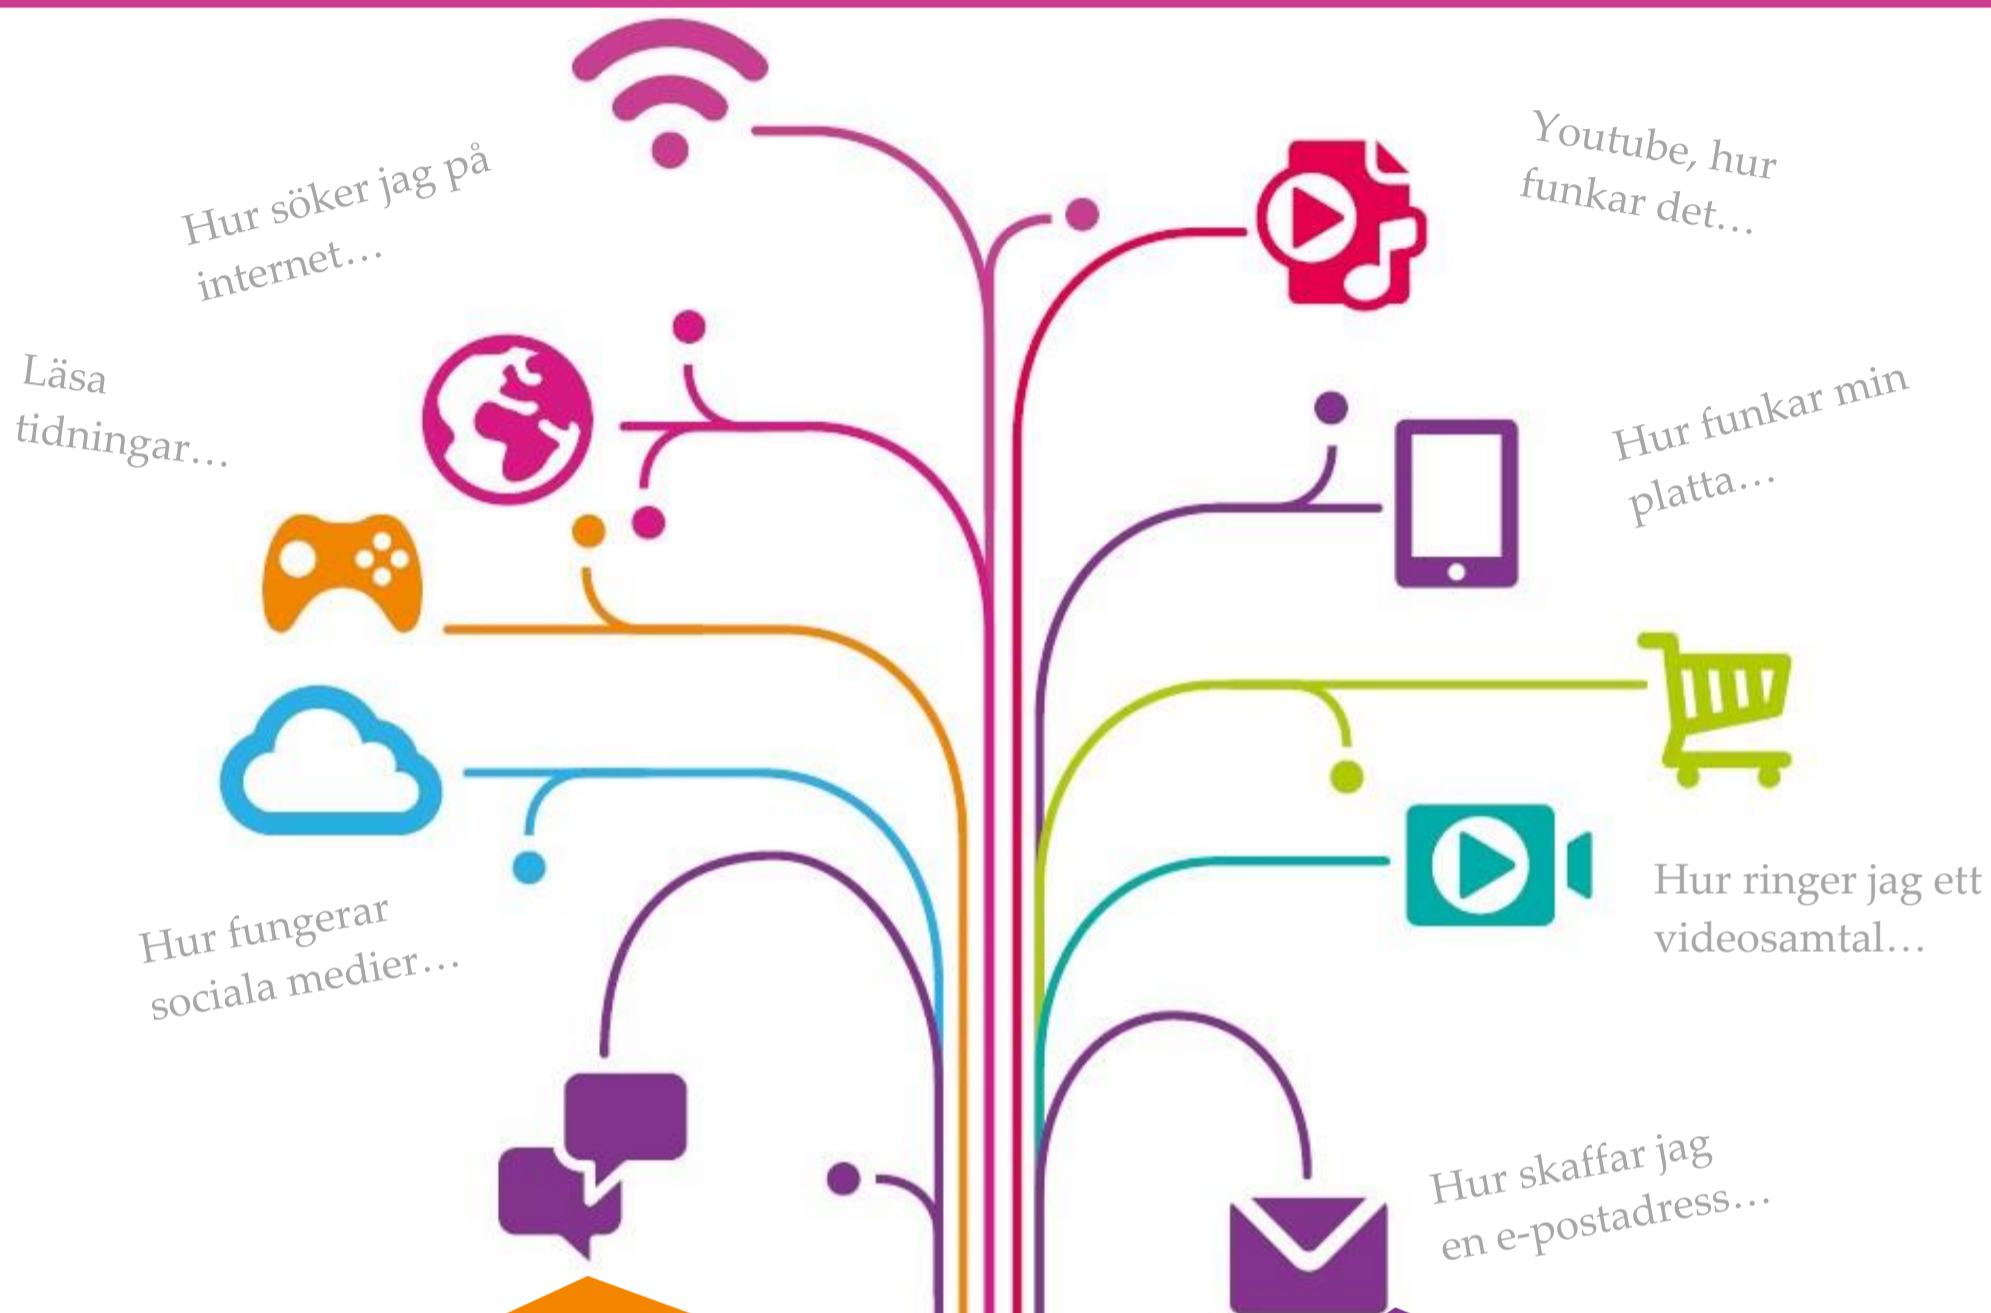 Hur söker jag på
internet…
Youtube, hur
funkar det…
Läsa
tidningar…
Hur funkar min
platta…
Hur fungerar
sociala medier…
Hur ringer jag ett
videosamtal…
Hur skaffar jag
en e-postadress…